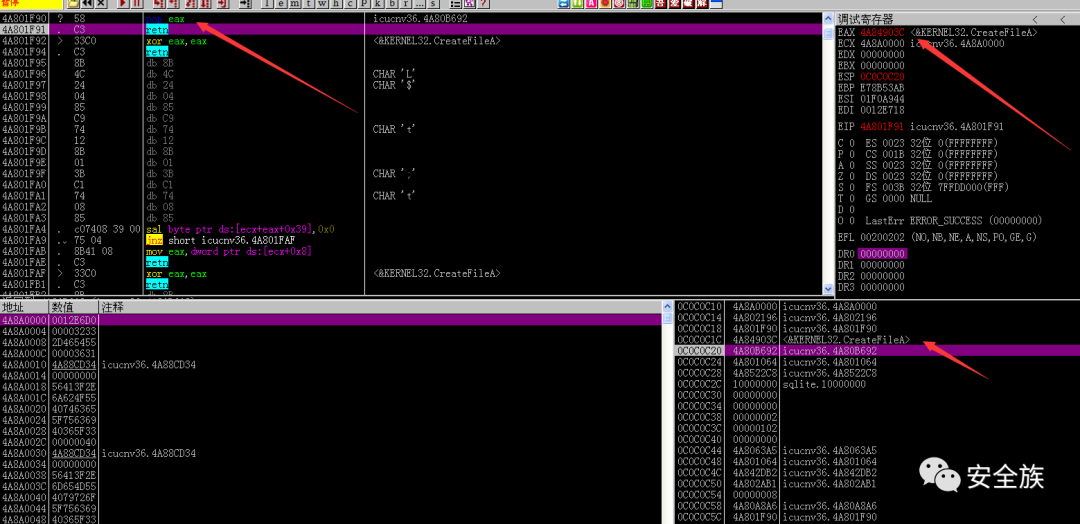 暂停
l e m t w h c P k b r ... s
4A801F90 ? 58 pop eax icucnv36.4A80B692
4A801F91 . C3 retn
4A801F92 > 33C0 xor eax,eax <&KERNEL32.CreateFileA>
4A801F94 . C3 retn
4A801F95 8B db 8B
4A801F96 4C db 4C CHAR 'L'
4A801F97 24 db 24 CHAR '$'
4A801F98 04 db 04
4A801F99 85 db 85
4A801F9A C9 db C9
4A801F9B 74 db 74 CHAR 't'
4A801F9C 12 db 12
4A801F9D 8B db 8B
4A801F9E 01 db 01
4A801F9F 3B db 3B CHAR ';'
4A801FA0 C1 db C1
4A801FA1 74 db 74 CHAR 't'
4A801FA2 08 db 08
4A801FA3 85 db 85
4A801FA4 . c07408 39 00 sal byte ptr ds:[ecx+eax+0x39],0x0
4A801FA9 .. 75 04 jnz short icucnv36.4A801FAF
4A801FAB . 8B41 08 mov eax,dword ptr ds:[ecx+0x8]
4A801FAE . C3 retn
4A801FAF > 33C0 xor eax,eax <&KERNEL32.CreateFileA>
4A801FB1 . C3 retn
4A801FB2 8B db 8B
调试寄存器 < <
EAX 4A84903C <&KERNEL32.CreateFileA>
ECX 4A8A0000 icucnv36.4A8A0000
EDX 00000000
EBX 00000000
ESP 0C0C0C20
EBP E78B53AB
ESI 01F0A944
EDI 0012E718
EIP 4A801F91 icucnv36.4A801F91
C 0 ES 0023 32位 0(FFFFFFFF)
P 0 CS 001B 32位 0(FFFFFFFF)
A 0 SS 0023 32位 0(FFFFFFFF)
Z 0 DS 0023 32位 0(FFFFFFFF)
S 0 FS 003B 32位 7FFDD000(FFF)
T 0 GS 0000 NULL
D 0
O 0 LastErr ERROR_SUCCESS (00000000)
EFL 00200202 (NO,NB,NE,A,NS,PO,GE,G)
DR0 00000000
DR1 00000000
DR2 00000000
DR3 00000000
地址 数值 注释
4A8A0000 0012E6D0
4A8A0004 00003233
4A8A0008 2D465455
4A8A000C 00003631
4A8A0010 4A88CD34 icucnv36.4A88CD34
4A8A0014 00000000
4A8A0018 56413F2E
4A8A001C 6A624F55
4A8A0020 40746365
4A8A0024 5F756369
4A8A0028 40365F33
4A8A002C 00000040
4A8A0030 4A88CD34 icucnv36.4A88CD34
4A8A0034 00000000
4A8A0038 56413F2E
4A8A003C 6D654D55
4A8A0040 4079726F
4A8A0044 5F756369
4A8A0048 40365F33
0C0C0C10 4A8A0000 icucnv36.4A8A0000
0C0C0C14 4A802196 icucnv36.4A802196
0C0C0C18 4A801F90 icucnv36.4A801F90
0C0C0C1C 4A84903C <&KERNEL32.CreateFileA>
0C0C0C20 4A80B692 icucnv36.4A80B692
0C0C0C24 4A801064 icucnv36.4A801064
0C0C0C28 4A8522C8 icucnv36.4A8522C8
0C0C0C2C 10000000 sqlite.10000000
0C0C0C30 00000000
0C0C0C34 00000000
0C0C0C38 00000002
0C0C0C3C 00000102
0C0C0C40 00000000
0C0C0C44 4A8063A5 icucnv36.4A8063A5
0C0C0C48 4A801064 icucnv36.4A801064
0C0C0C4C 4A842DB2 icucnv36.4A842DB2
0C0C0C50 4A802AB1 icucnv36.4A802AB1
0C0C0C54 00000008
0C0C0C58 4A80A8A6 icucnv36.4A80A8A6
0C0C0C5C 4A801F90 icucnv36.4A801F90
安全族